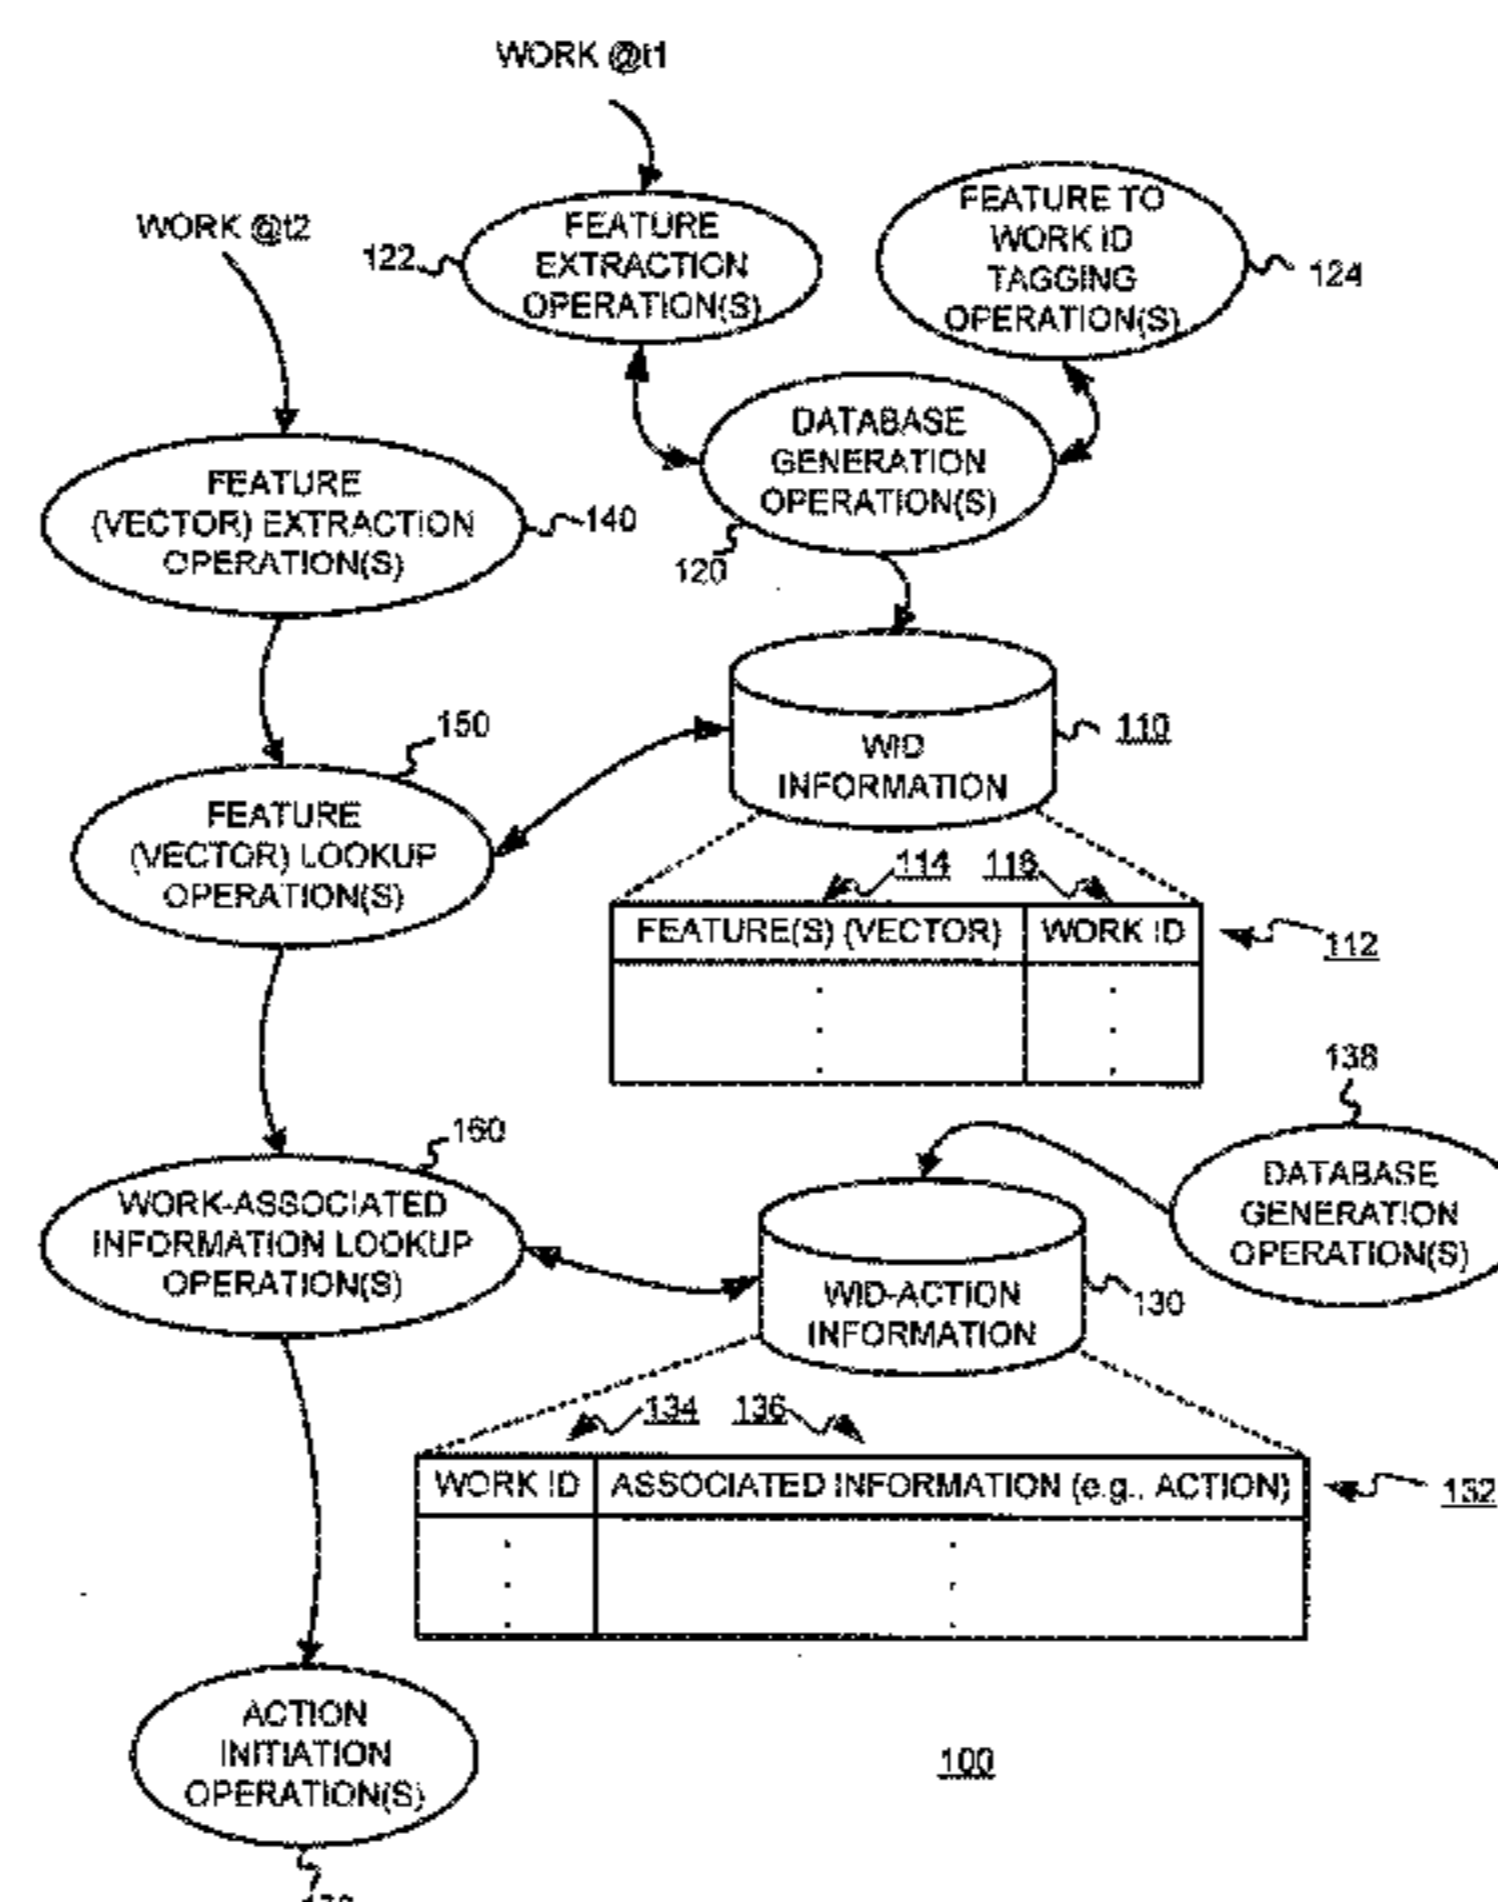 WORK @t1
WORK @t2
122
FEATURE
EXTRACTION
OPERATION(S)
FEATURE TO
WORK ID
TAGGING
OPERATION(S)
124
DATABASE
GENERATION
OPERATION(S)
120
FEATURE
(VECTOR) EXTRACTION
OPERATION(S)
140
150
FEATURE
(VECTOR) LOOKUP
OPERATION(S)
WID
INFORMATION
110
114 116
FEATURE(S) (VECTOR) WORK ID
112
138
DATABASE
GENERATION
OPERATION(S)
160
WORK-ASSOCIATED
INFORMATION LOOKUP
OPERATION(S)
WID-ACTION
INFORMATION
130
134 136
WORK ID ASSOCIATED INFORMATION (e.g., ACTION)
132
ACTION
INITIATION
OPERATION(S)
100